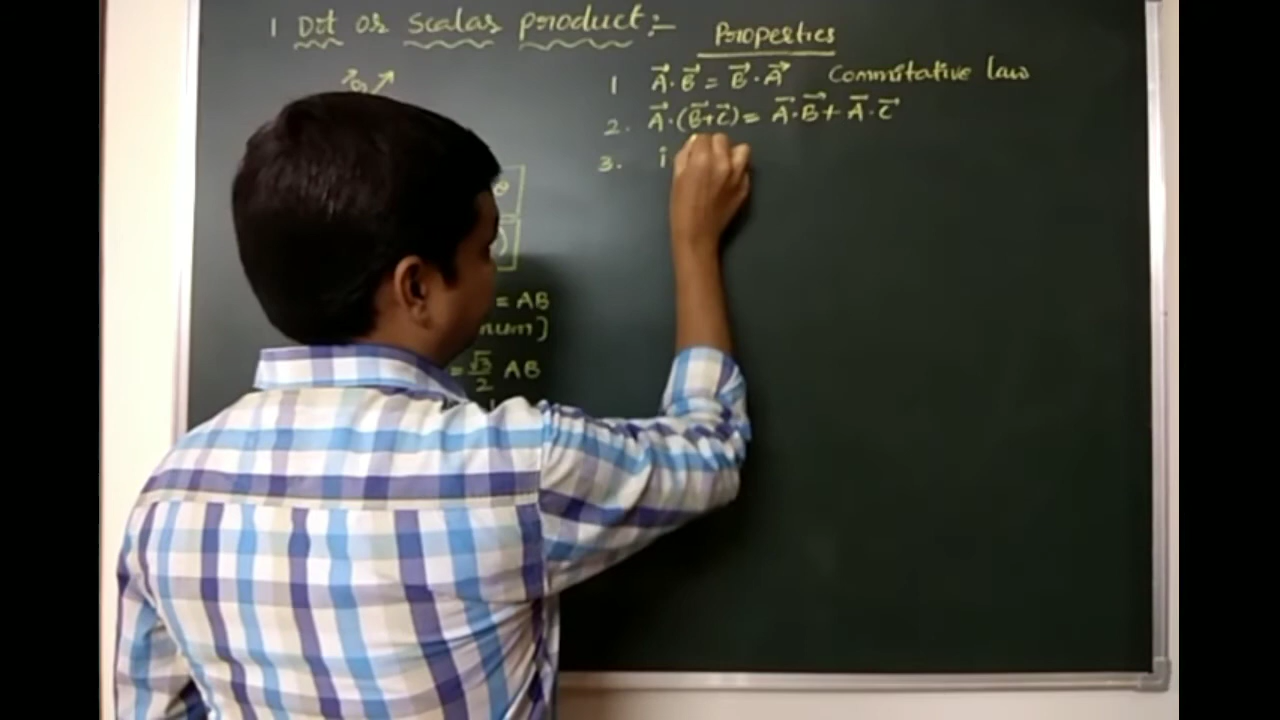 1 Dot or scalar product :-
Properties
1 A⃗ · B⃗ = B⃗ · A⃗ Commutative law
2. A⃗ · (B⃗ + C⃗) = A⃗ · B⃗ + A⃗ · C⃗
3. i
θ
)
= AB
num]
= √3/2 AB